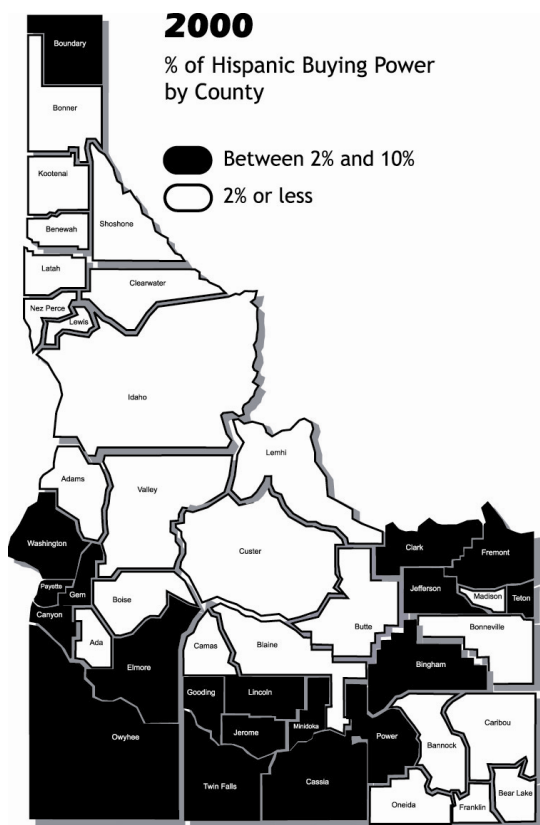 2000
% of Hispanic Buying Power
by County
Between 2% and 10%
2% or less
Boundary
Bonner
Kootenai
Benewah
Shoshone
Latah
Clearwater
Nez Perce
Lewis
Idaho
Lemhi
Adams
Valley
Washington
Custer
Clark
Fremont
Payette
Gem
Jefferson
Madison
Teton
Canyon
Boise
Butte
Bonneville
Ada
Camas
Blaine
Elmore
Bingham
Gooding
Lincoln
Minidoka
Caribou
Owyhee
Jerome
Power
Bannock
Twin Falls
Cassia
Bear Lake
Oneida
Franklin